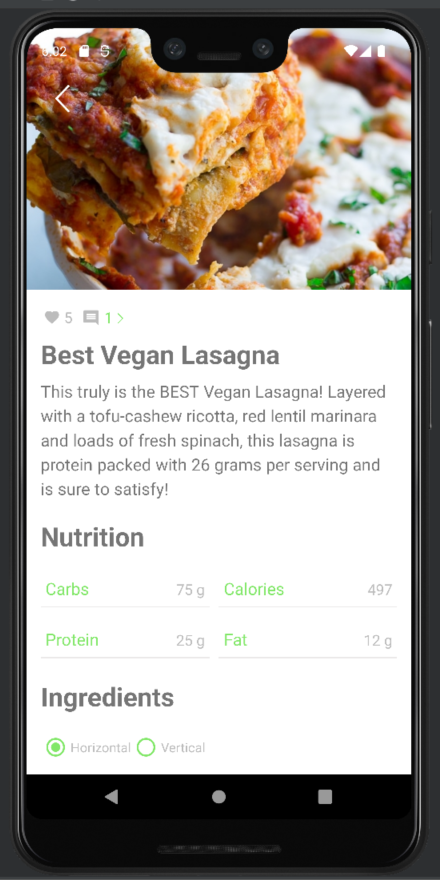 5 1
Best Vegan Lasagna
This truly is the BEST Vegan Lasagna! Layered
with a tofu-cashew ricotta, red lentil marinara
and loads of fresh spinach, this lasagna is
protein packed with 26 grams per serving and
is sure to satisfy!
Nutrition
Carbs 75 g Calories 497
Protein 25 g Fat 12 g
Ingredients
Horizontal Vertical